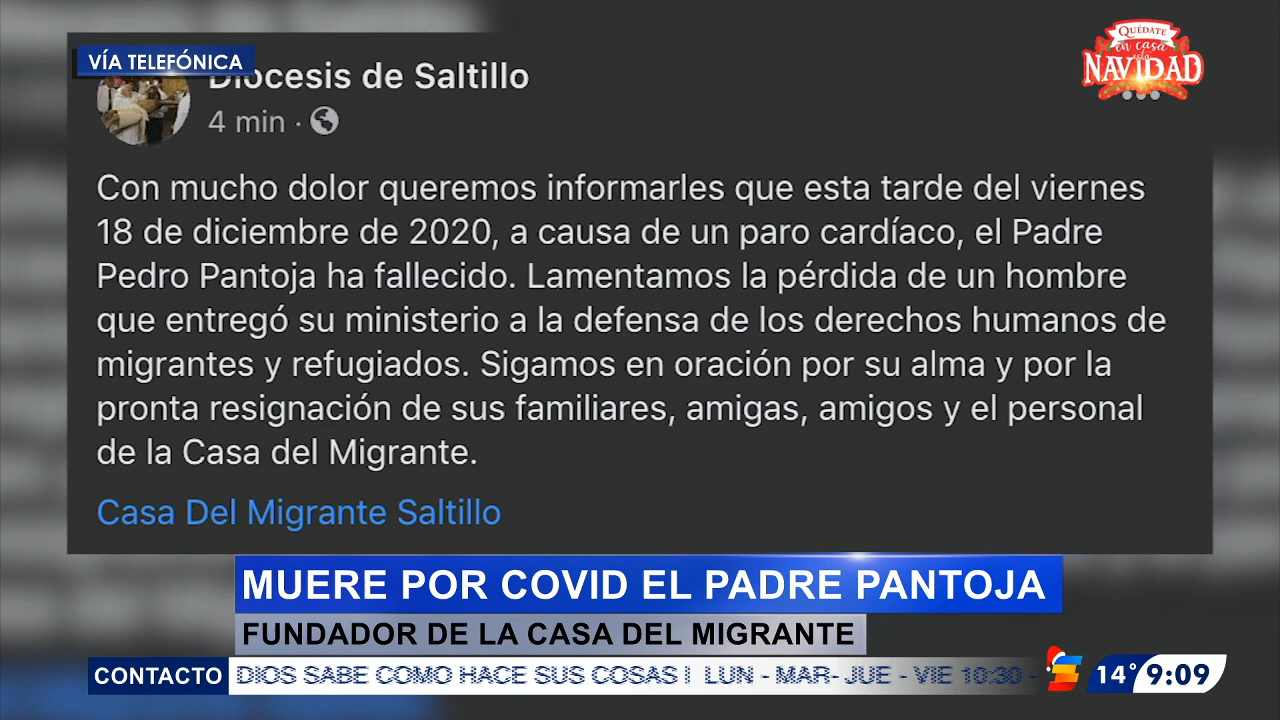 VÍA TELEFÓNICA
QUÉDATE
en casa
esta
NAVIDAD
Diocesis de Saltillo
4 min ·
Con mucho dolor queremos informarles que esta tarde del viernes
18 de diciembre de 2020, a causa de un paro cardíaco, el Padre
Pedro Pantoja ha fallecido. Lamentamos la pérdida de un hombre
que entregó su ministerio a la defensa de los derechos humanos de
migrantes y refugiados. Sigamos en oración por su alma y por la
pronta resignación de sus familiares, amigas, amigos y el personal
de la Casa del Migrante.
Casa Del Migrante Saltillo
MUERE POR COVID EL PADRE PANTOJA
FUNDADOR DE LA CASA DEL MIGRANTE
CONTACTO DIOS SABE COMO HACE SUS COSAS | LUN - MAR- JUE - VIE 10:30 - 14° 9:09